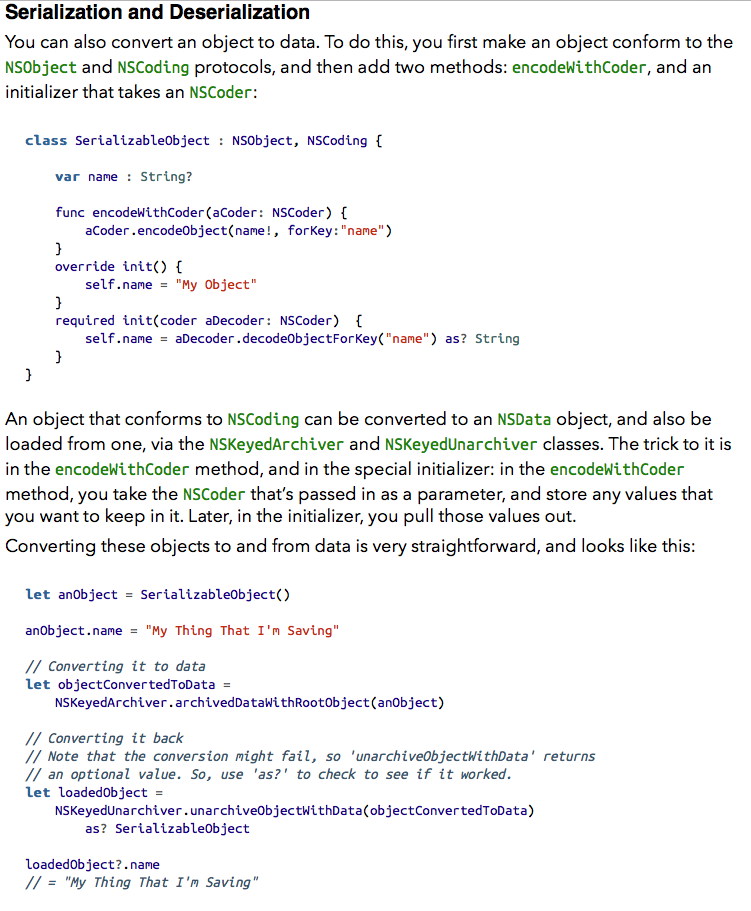 Serialization and Deserialization
You can also convert an object to data. To do this, you first make an object conform to the
NSObject and NSCoding protocols, and then add two methods: encodeWithCoder, and an
initializer that takes an NSCoder:
class SerializableObject : NSObject, NSCoding {
var name : String?
func encodeWithCoder(aCoder: NSCoder) {
aCoder.encodeObject(name!, forKey:"name")
}
override init() {
self.name = "My Object"
}
required init(coder aDecoder: NSCoder)  {
self.name = aDecoder.decodeObjectForKey("name") as? String
}
}
An object that conforms to NSCoding can be converted to an NSData object, and also be
loaded from one, via the NSKeyedArchiver and NSKeyedUnarchiver classes. The trick to it is
in the encodeWithCoder method, and in the special initializer: in the encodeWithCoder
method, you take the NSCoder that's passed in as a parameter, and store any values that
you want to keep in it. Later, in the initializer, you pull those values out.
Converting these objects to and from data is very straightforward, and looks like this:
let anObject = SerializableObject()
anObject.name = "My Thing That I'm Saving"
// Converting it to data
let objectConvertedToData =
NSKeyedArchiver.archivedDataWithRootObject(anObject)
// Converting it back
// Note that the conversion might fail, so 'unarchiveObjectWithData' returns
// an optional value. So, use 'as?' to check to see if it worked.
let loadedObject =
NSKeyedUnarchiver.unarchiveObjectWithData(objectConvertedToData)
as? SerializableObject
loadedObject?.name
// = "My Thing That I'm Saving"